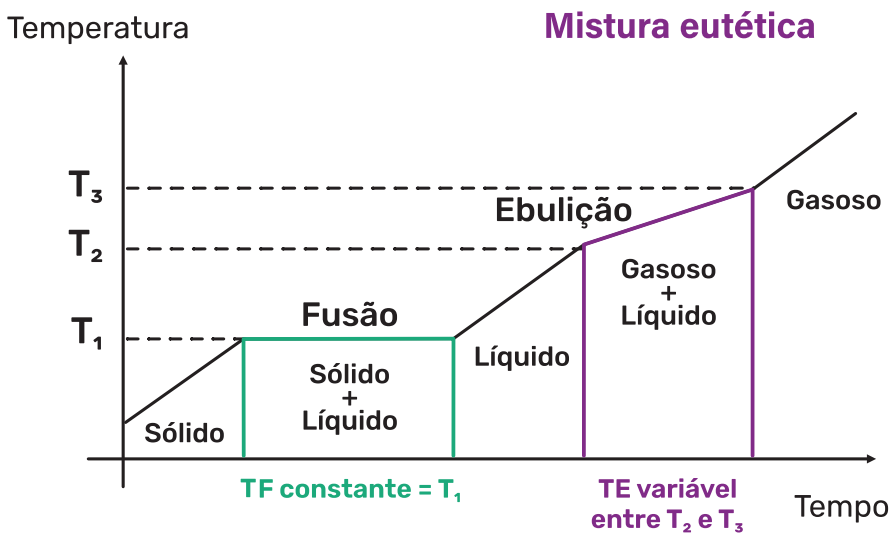 Temperatura
Mistura eutética
T₃
Ebulição
Gasoso
T₂
Gasoso
+
Líquido
T₁
Fusão
Líquido
Sólido
+
Líquido
Sólido
TF constante = T₁
TE variável
entre T₂ e T₃
Tempo